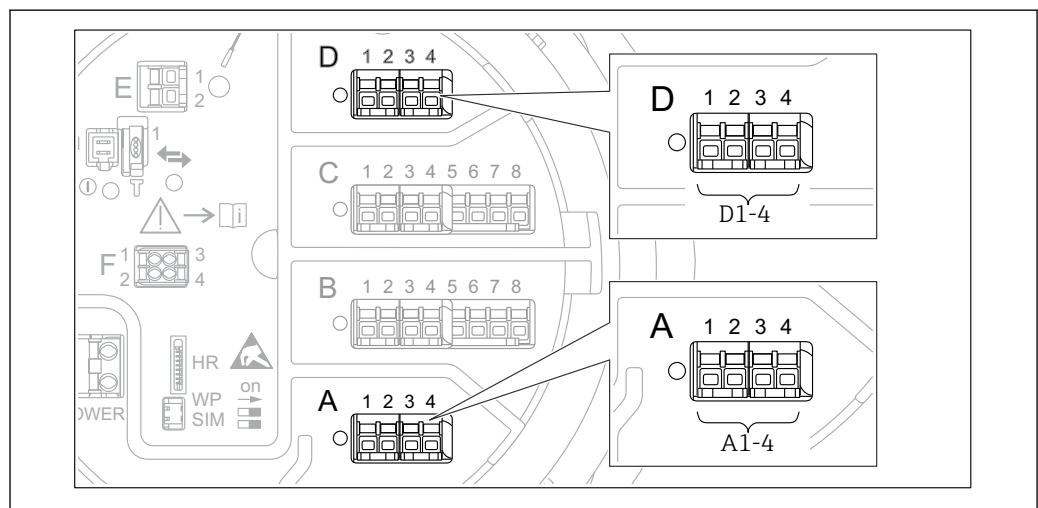 D 1 2 3 4
E 1
2
1
C 1 2 3 4 5 6 7 8
i
F 1 3
2 4
B 1 2 3 4 5 6 7 8
HR
WP on
SIM
OWER
A 1 2 3 4
D 1 2 3 4
D1-4
A 1 2 3 4
A1-4